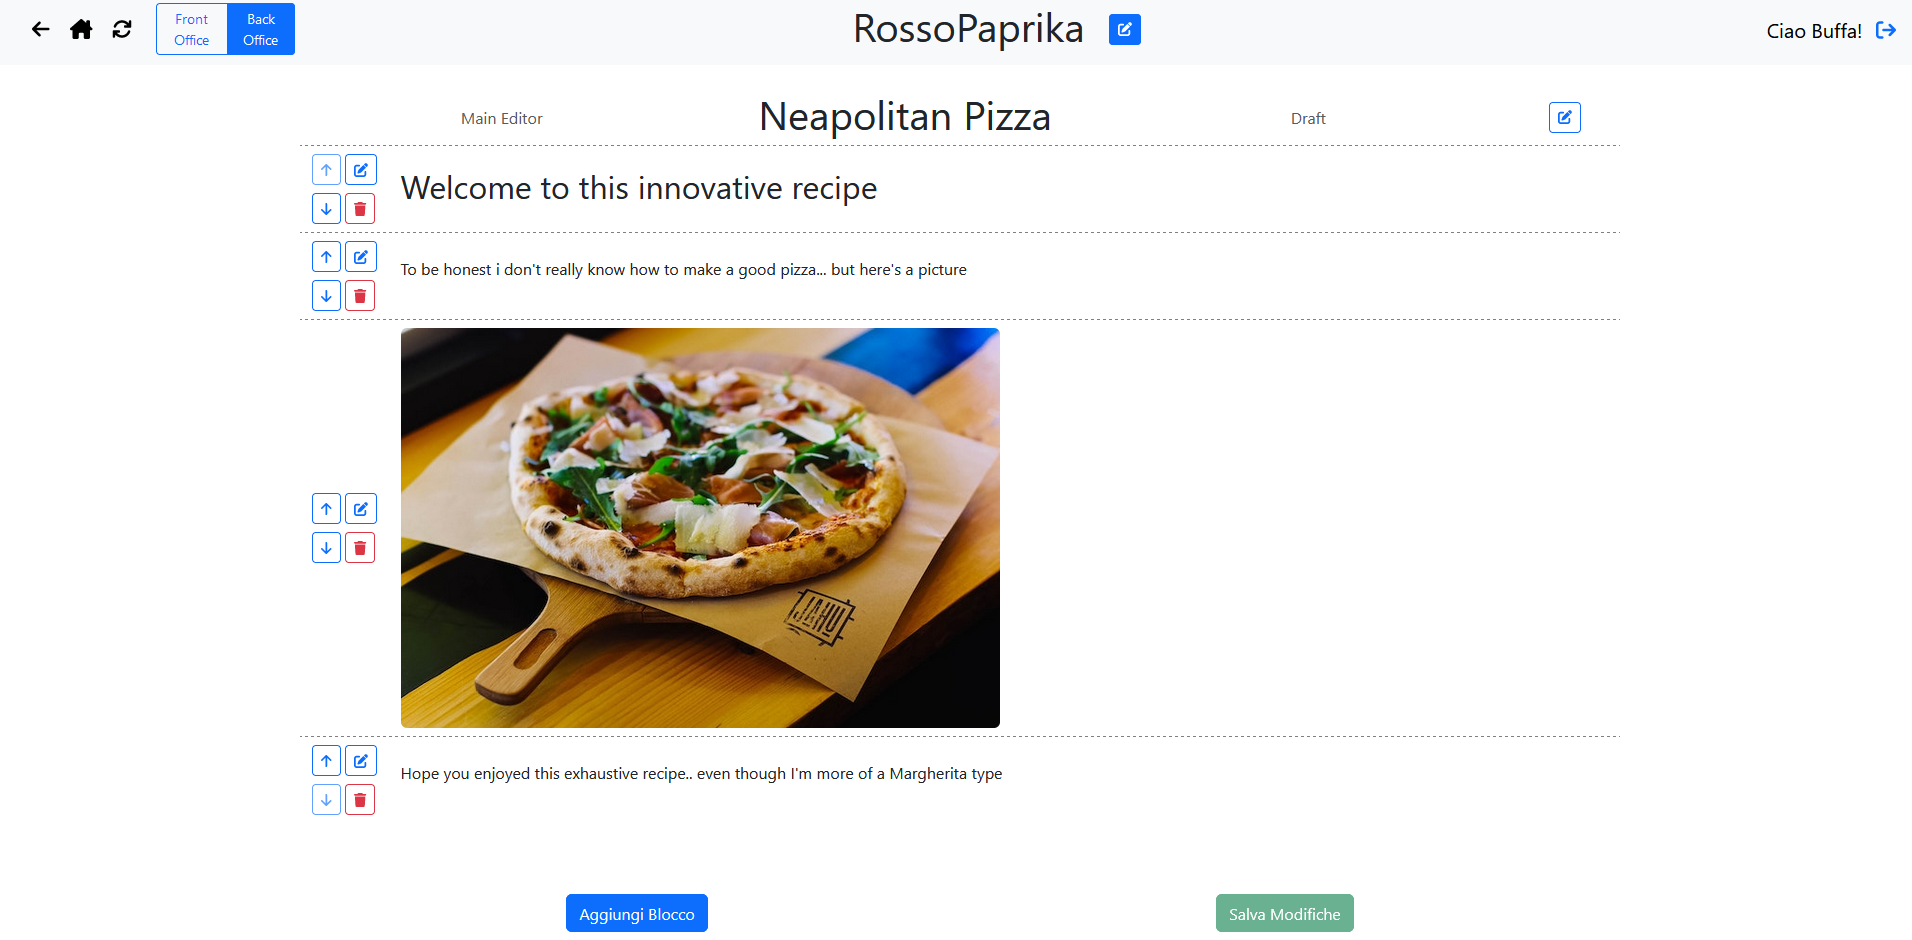 Front Office
Back Office
RossoPaprika
Ciao Buffa!
Main Editor
Neapolitan Pizza
Draft
Welcome to this innovative recipe
To be honest i don't really know how to make a good pizza... but here's a picture
Hope you enjoyed this exhaustive recipe.. even though I'm more of a Margherita type
Aggiungi Blocco
Salva Modifiche